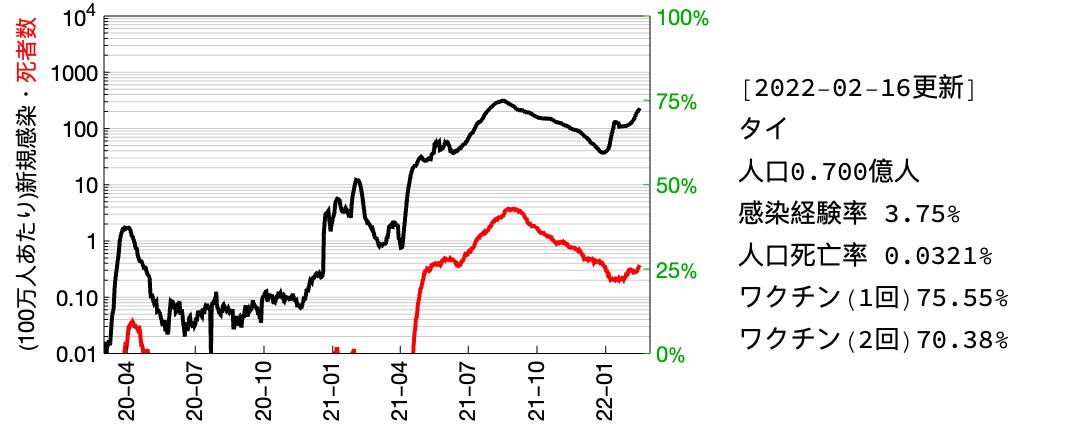 (100万人あたり)新規感染・死者数
10^4
1000
100
10
1
0.10
0.01
100%
75%
50%
25%
0%
20-04
20-07
20-10
21-01
21-04
21-07
21-10
22-01
[2022-02-16更新]
タイ
人口0.700億人
感染経験率 3.75%
人口死亡率 0.0321%
ワクチン(1回)75.55%
ワクチン(2回)70.38%